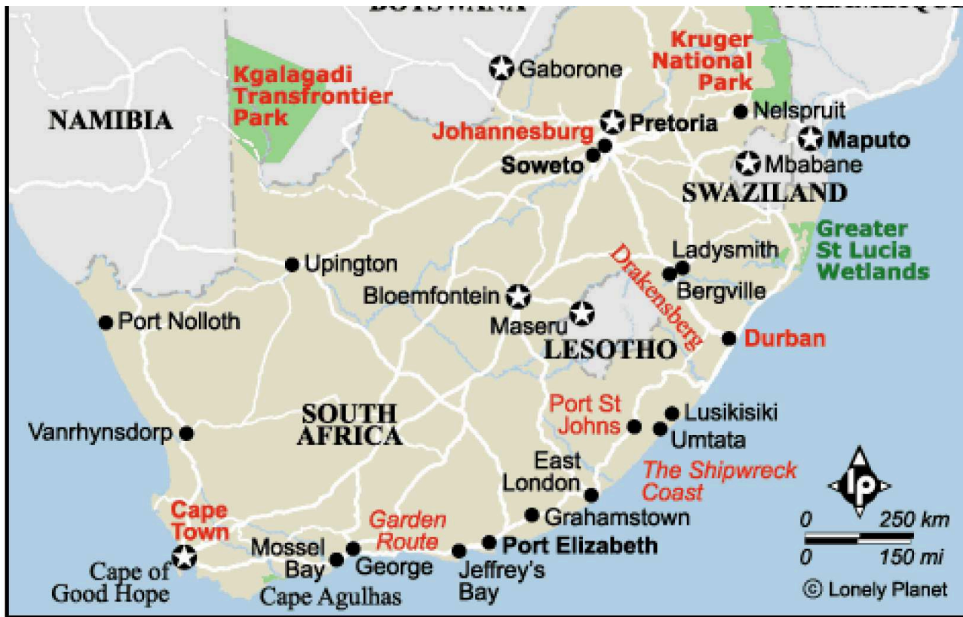 BOTSWANA
MOZAMBIQUE
Kruger
National
Park
Kgalagadi
Transfrontier
Park
Gaborone
NAMIBIA
Nelspruit
Pretoria
Johannesburg
Maputo
Soweto
Mbabane
SWAZILAND
Greater
St Lucia
Wetlands
Ladysmith
Drakensberg
Upington
Bergville
Bloemfontein
Port Nolloth
Maseru
Durban
LESOTHO
SOUTH
AFRICA
Port St
Johns
Lusikisiki
Umtata
Vanrhynsdorp
East
London
The Shipwreck
Coast
lp
Cape
Town
Garden
Route
Grahamstown
0 250 km
0 150 mi
Mossel
Bay
George
Port Elizabeth
Jeffrey's
Bay
Cape of
Good Hope
Cape Agulhas
© Lonely Planet